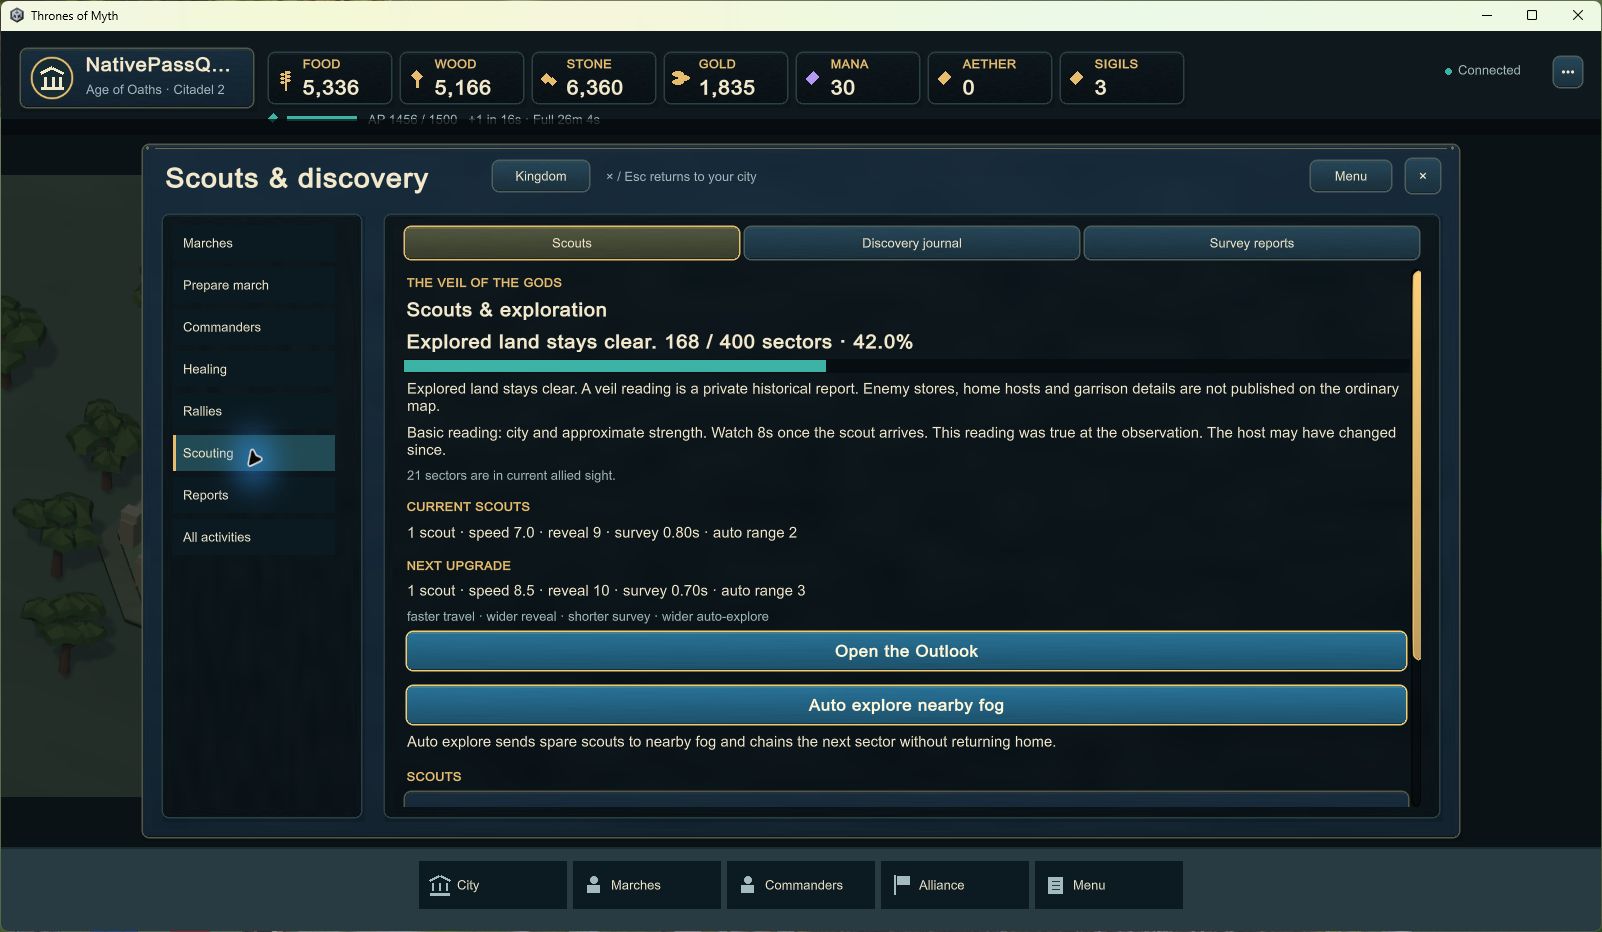 Thrones of Myth
NativePassQ...
Age of Oaths · Citadel 2
FOOD
5,336
WOOD
5,166
STONE
6,360
GOLD
1,835
MANA
30
AETHER
0
SIGILS
3
Connected
AP 1456 / 1500 +1 in 16s · Full 26m 4s
Scouts & discovery
Kingdom
× / Esc returns to your city
Menu
Marches
Prepare march
Commanders
Healing
Rallies
Scouting
Reports
All activities
Scouts
Discovery journal
Survey reports
THE VEIL OF THE GODS
Scouts & exploration
Explored land stays clear. 168 / 400 sectors · 42.0%
Explored land stays clear. A veil reading is a private historical report. Enemy stores, home hosts and garrison details are not published on the ordinary
map.
Basic reading: city and approximate strength. Watch 8s once the scout arrives. This reading was true at the observation. The host may have changed
since.
21 sectors are in current allied sight.
CURRENT SCOUTS
1 scout · speed 7.0 · reveal 9 · survey 0.80s · auto range 2
NEXT UPGRADE
1 scout · speed 8.5 · reveal 10 · survey 0.70s · auto range 3
faster travel · wider reveal · shorter survey · wider auto-explore
Open the Outlook
Auto explore nearby fog
Auto explore sends spare scouts to nearby fog and chains the next sector without returning home.
SCOUTS
City
Marches
Commanders
Alliance
Menu